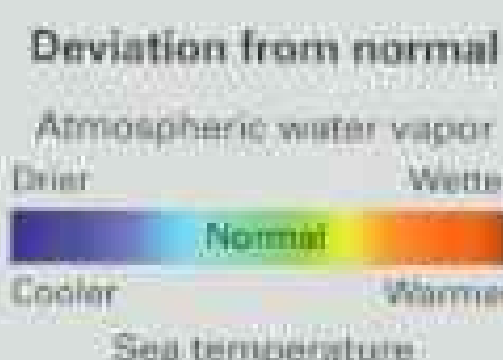 Deviation from normal
Atmospheric water vapor
Drier Wette
Normal
Cooler Warme
Sea temperature